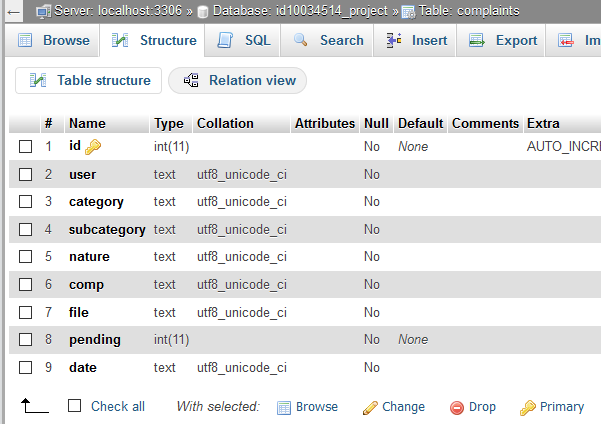 ← Server: localhost:3306 » Database: id10034514_project » Table: complaints
Browse Structure SQL Search Insert Export Im
Table structure Relation view
# Name Type Collation Attributes Null Default Comments Extra
1 id int(11) No None AUTO_INCRE
2 user text utf8_unicode_ci No
3 category text utf8_unicode_ci No
4 subcategory text utf8_unicode_ci No
5 nature text utf8_unicode_ci No
6 comp text utf8_unicode_ci No
7 file text utf8_unicode_ci No
8 pending int(11) No None
9 date text utf8_unicode_ci No
Check all With selected: Browse Change Drop Primary